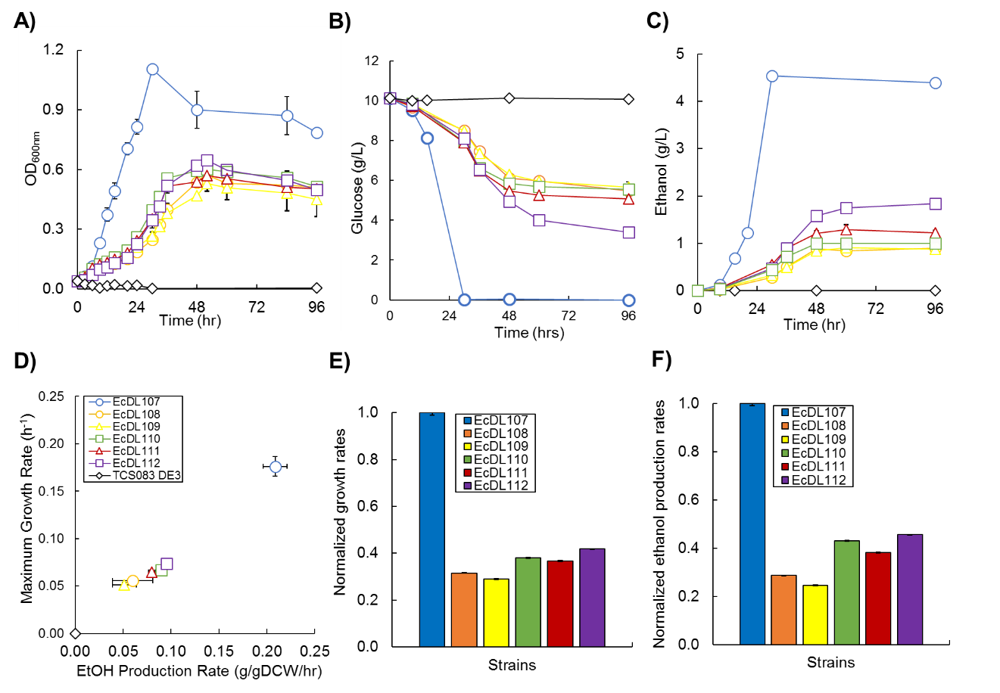 A)
B)
C)
1.2
0.9
0.6
0.3
0.0
OD600nm
0
24
48
72
96
Time (hr)
12
10
8
6
4
2
0
Glucose (g/L)
0
24
48
72
96
Time (hrs)
5
4
3
2
1
0
Ethanol (g/L)
0
24
48
72
96
Time (hr)
D)
E)
F)
0.25
0.20
0.15
0.10
0.05
0.00
Maximum Growth Rate (h-1)
EcDL107
EcDL108
EcDL109
EcDL110
EcDL111
EcDL112
TCS083 DE3
0.00
0.05
0.10
0.15
0.20
0.25
EtOH Production Rate (g/gDCW/hr)
1.0
0.8
0.6
0.4
0.2
0.0
Normalized growth rates
EcDL107
EcDL108
EcDL109
EcDL110
EcDL111
EcDL112
Strains
1.0
0.8
0.6
0.4
0.2
0.0
Normalized ethanol production rates
EcDL107
EcDL108
EcDL109
EcDL110
EcDL111
EcDL112
Strains